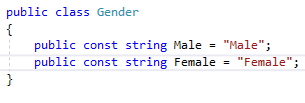 public class Gender
{
    public const string Male = "Male";
    public const string Female = "Female";
}